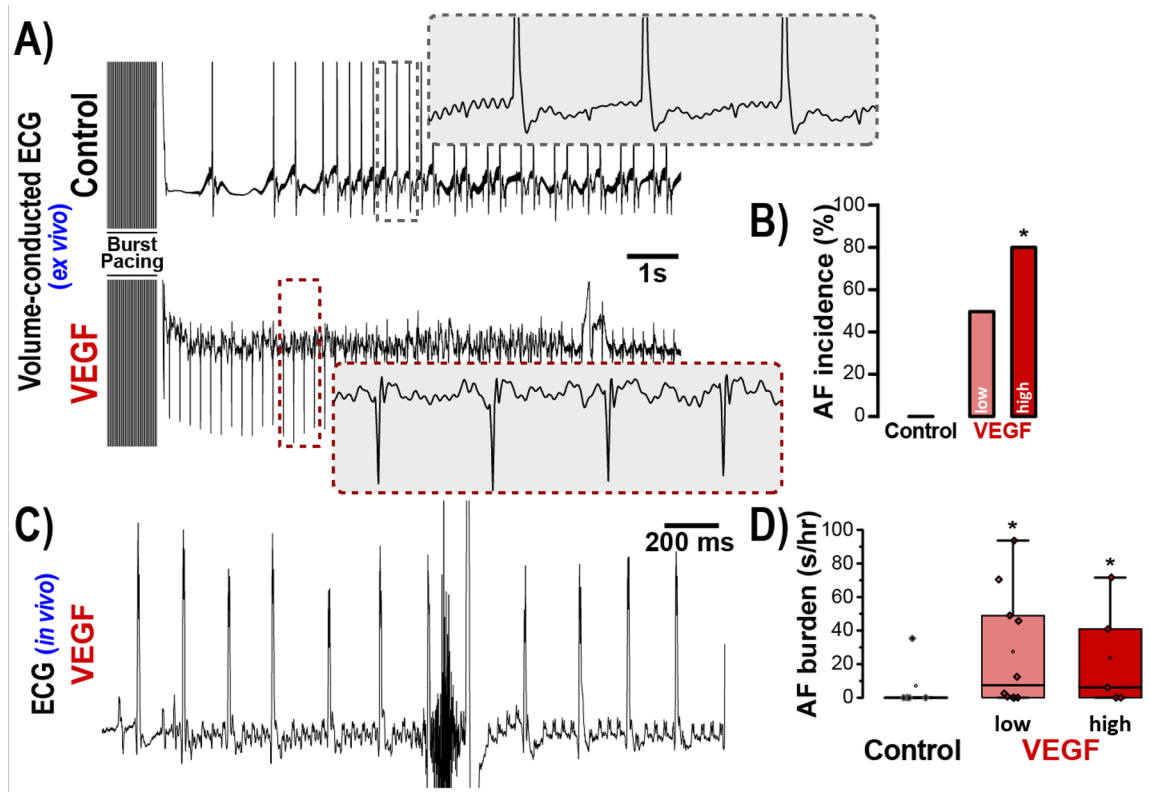 A)
Volume-conducted ECG
(ex vivo)
Control
Burst
Pacing
VEGF
1s
B)
AF incidence (%)
100
80
60
40
20
0
*
low
high
Control
VEGF
C)
ECG (in vivo)
VEGF
200 ms
D)
AF burden (s/hr)
100
80
60
40
20
0
*
*
low
high
Control
VEGF